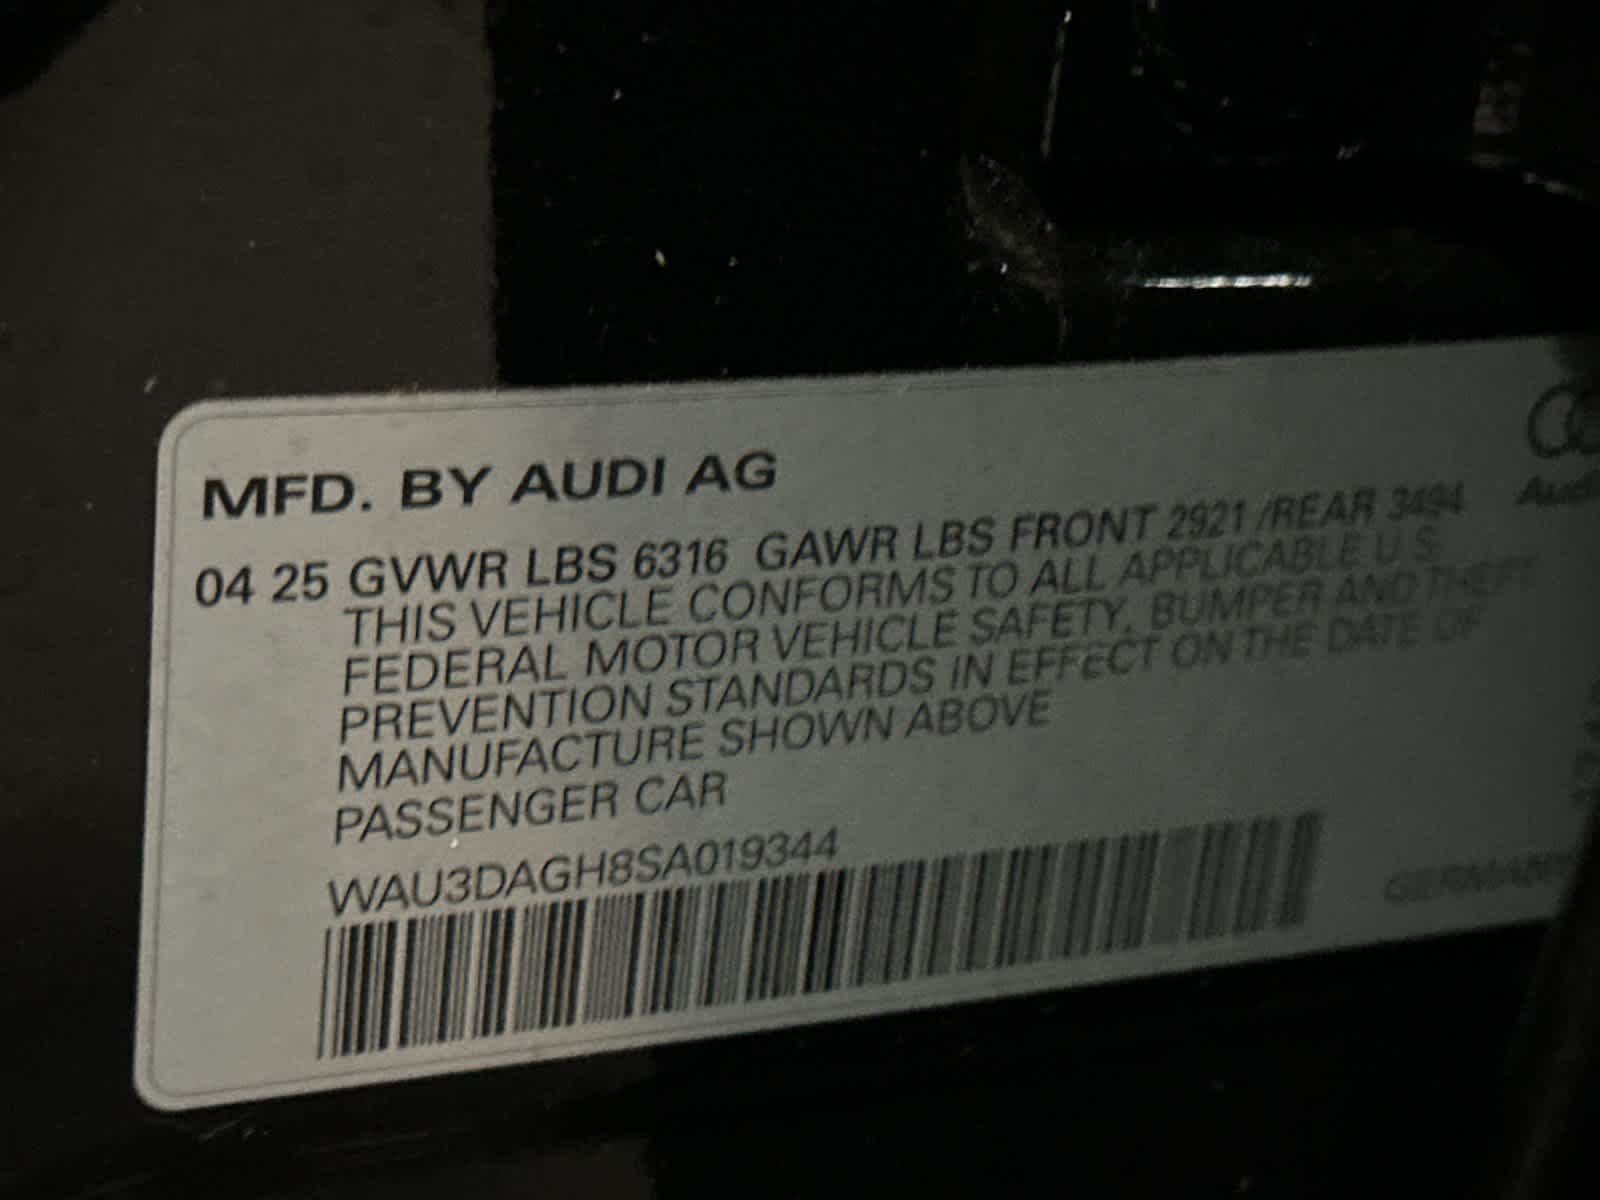 Audi
MFD. BY AUDI AG
04 25 GVWR LBS 6316 GAWR LBS FRONT 2921 /REAR 3494
THIS VEHICLE CONFORMS TO ALL APPLICABLE U.S.
FEDERAL MOTOR VEHICLE SAFETY, BUMPER AND THEFT
PREVENTION STANDARDS IN EFFECT ON THE DATE OF
MANUFACTURE SHOWN ABOVE
PASSENGER CAR
WAU3DAGH8SA019344
GERMANY